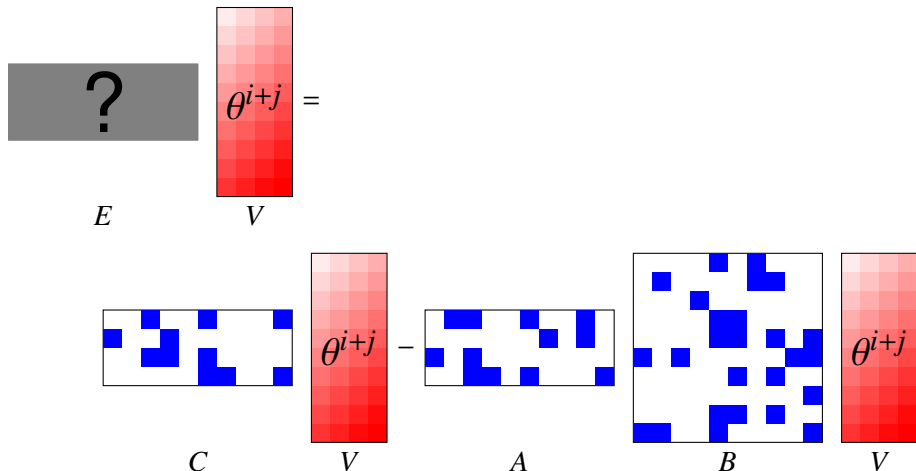 ? θ^{i+j} =
E V
θ^{i+j} − θ^{i+j}
C V A B V